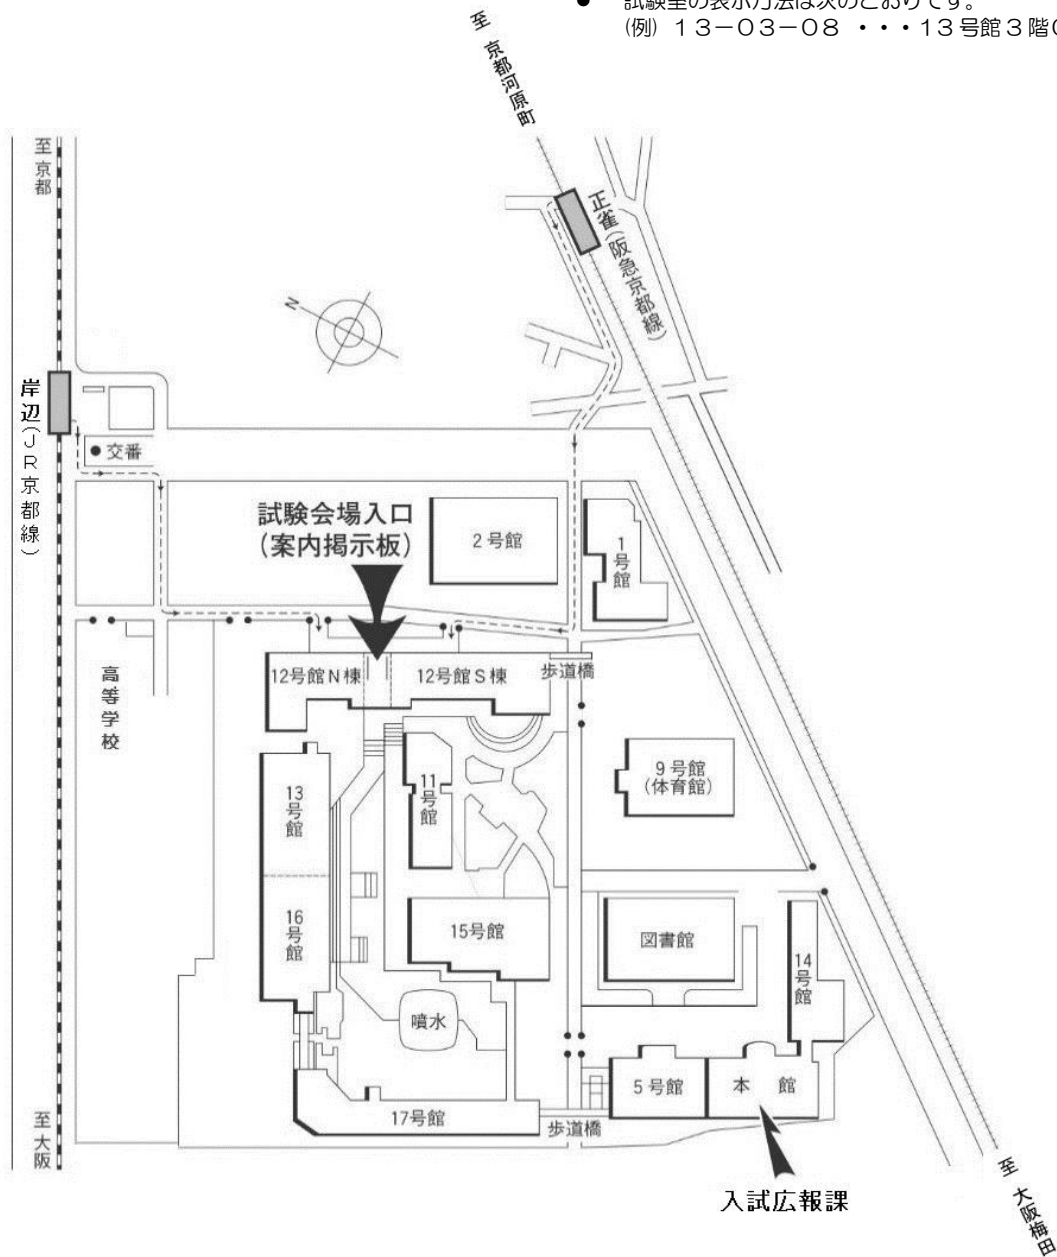 ● 試験室の表示方法は次のとおりです。
(例) 13-03-08 ・・・13号館3階
至 京都河原町
至京都
正雀(阪急京都線)
N
岸辺(JR京都線)
交番
試験会場入口
(案内掲示板)
2号館
1号館
12号館N棟
12号館S棟
歩道橋
高等学校
13号館
11号館
9号館
(体育館)
16号館
15号館
図書館
14号館
噴水
5号館
本 館
17号館
歩道橋
至大阪
入試広報課
至 大阪梅田